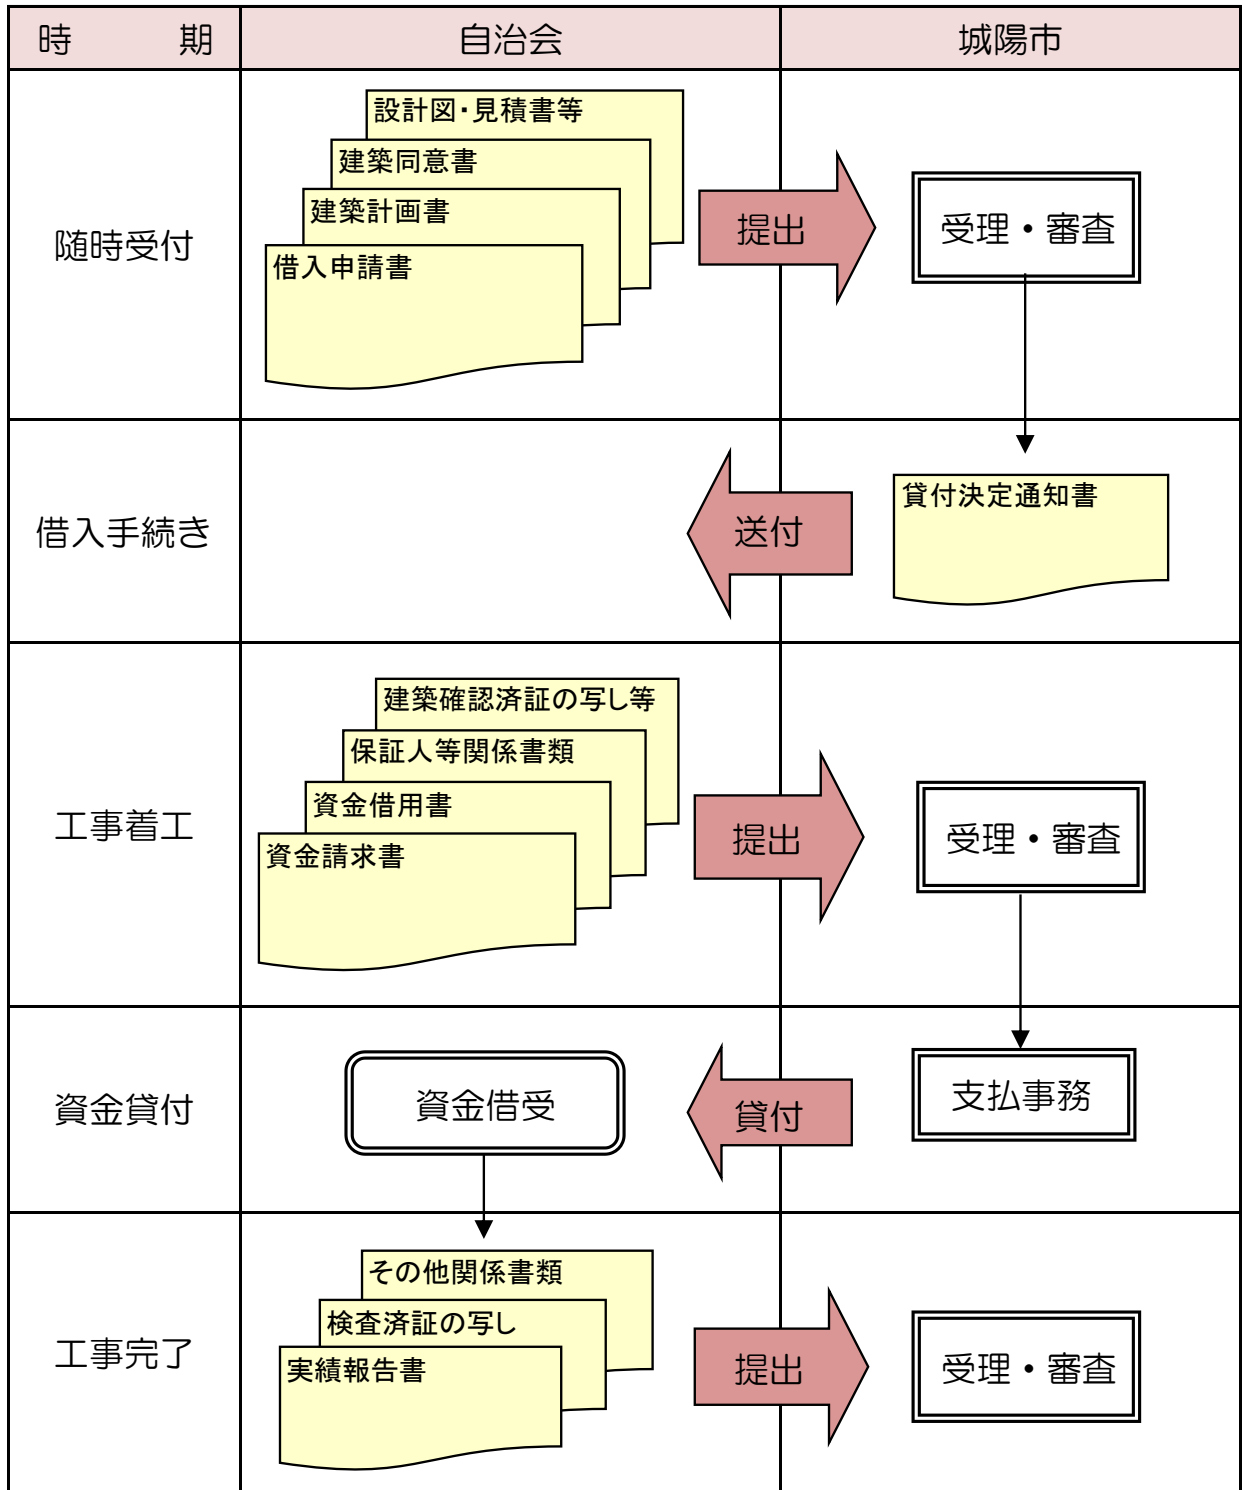 時 期 自治会 城陽市
随時受付
設計図・見積書等
建築同意書
建築計画書
借入申請書
提出
受理・審査
借入手続き
送付
貸付決定通知書
工事着工
建築確認済証の写し等
保証人等関係書類
資金借用書
資金請求書
提出
受理・審査
資金貸付
資金借受
貸付
支払事務
工事完了
その他関係書類
検査済証の写し
実績報告書
提出
受理・審査